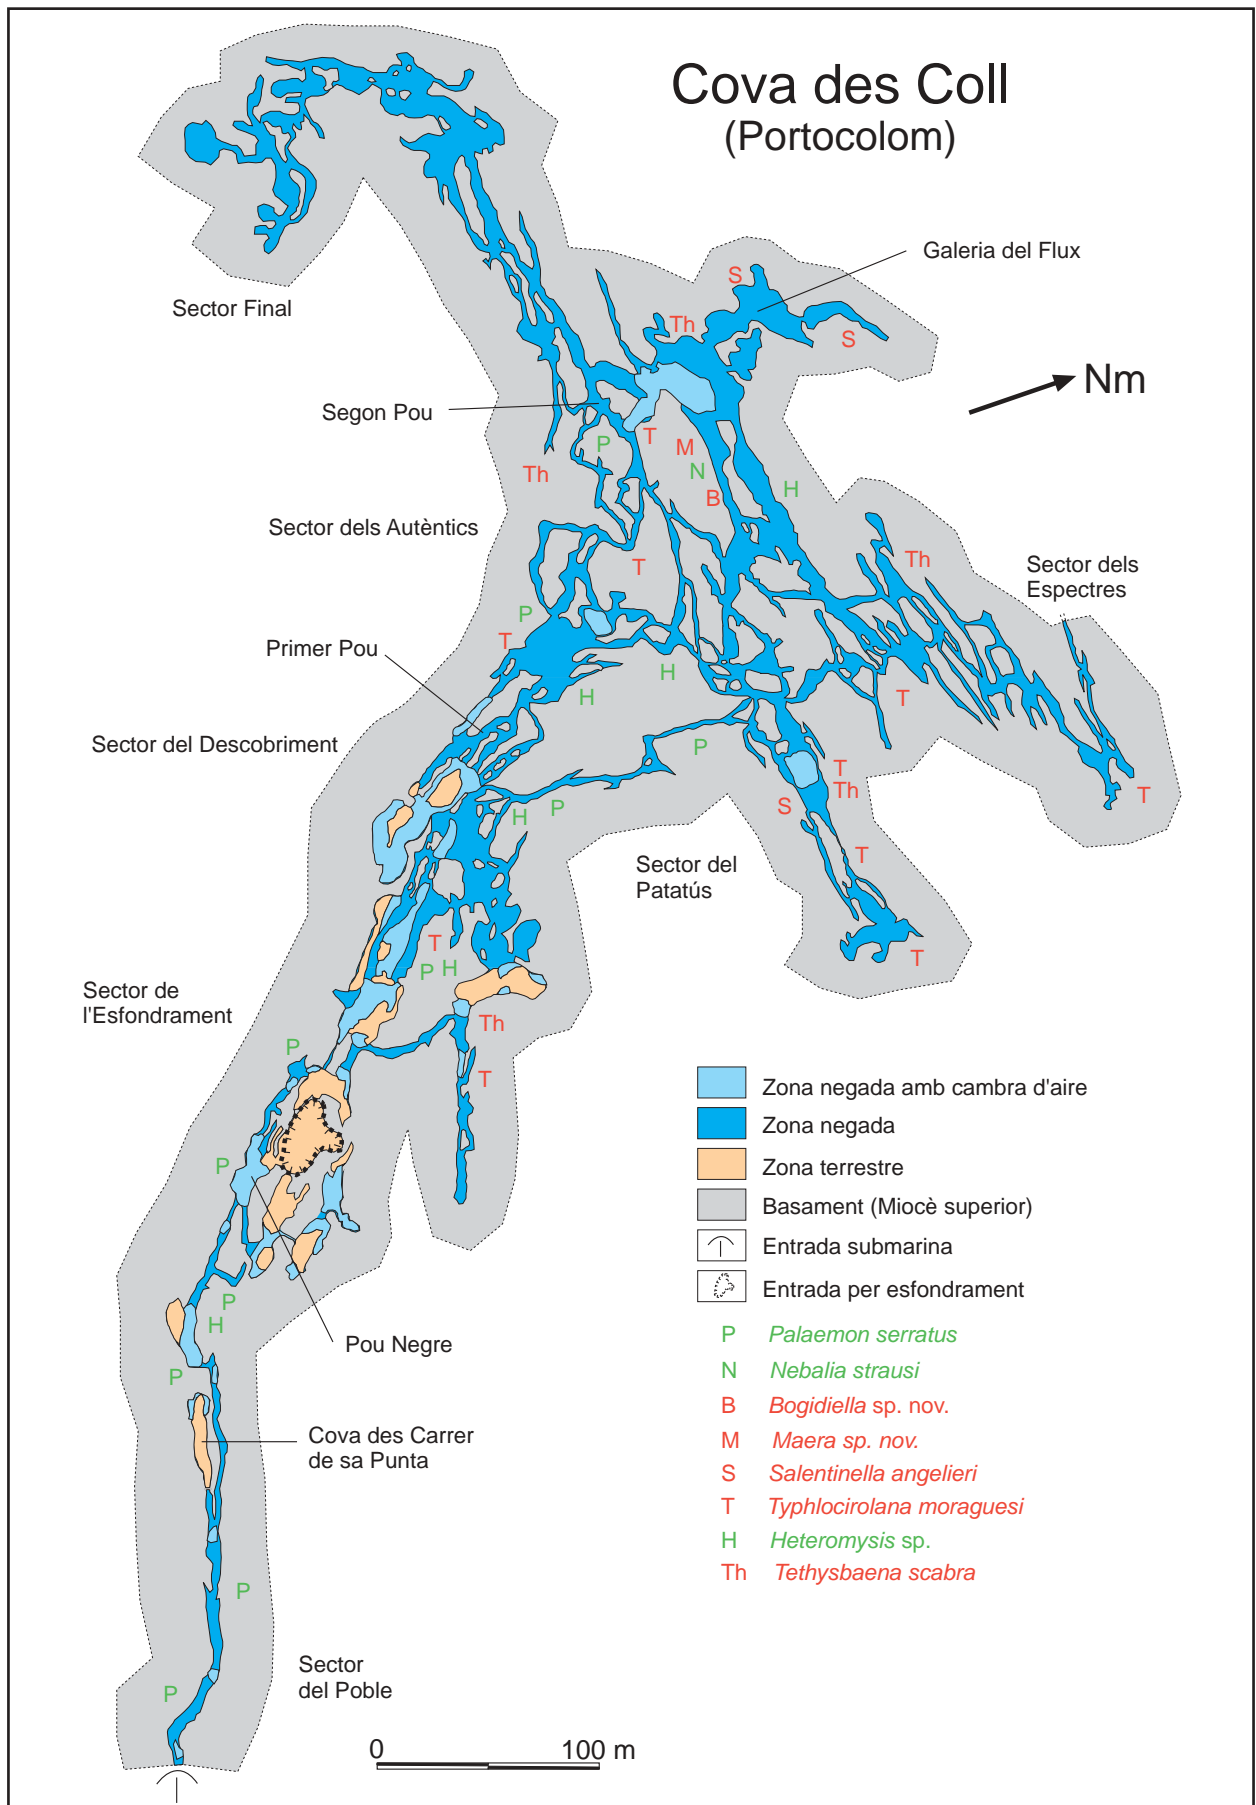 Cova des Coll
(Portocolom)
Galeria del Flux
S
Sector Final
Th
S
Nm
Segon Pou
P
T
M
Th
N
H
B
Sector dels Autèntics
Th
Sector dels
Espectres
T
P
T
Primer Pou
H
H
T
Sector del Descobriment
P
T
Th
T
S
H
P
T
Sector del
Patatús
T
P
H
T
Sector de
l'Esfondrament
Th
P
T
P
P
H
Pou Negre
P
Cova des Carrer
de sa Punta
P
Sector
del Poble
P
0 100 m
Zona negada amb cambra d'aire
Zona negada
Zona terrestre
Basament (Miocè superior)
Entrada submarina
Entrada per esfondrament
P Palaemon serratus
N Nebalia strausi
B Bogidiella sp. nov.
M Maera sp. nov.
S Salentinella angelieri
T Typhlocirolana moraguesi
H Heteromysis sp.
Th Tethysbaena scabra